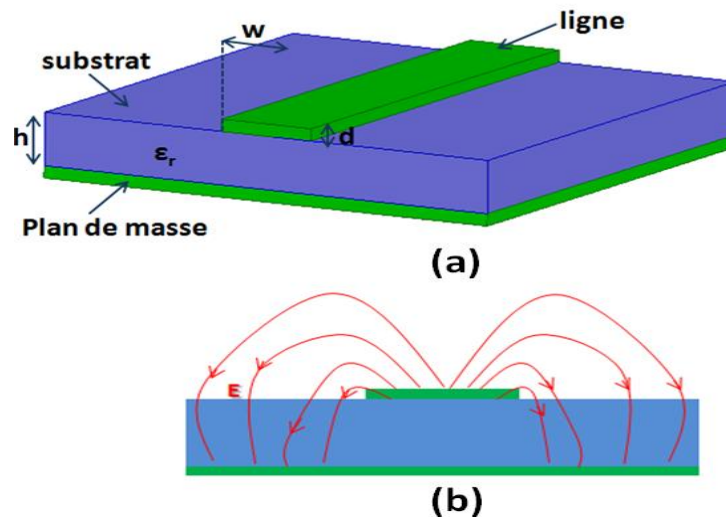 ligne
w
substrat
h
d
εr
Plan de masse
(a)
E
(b)